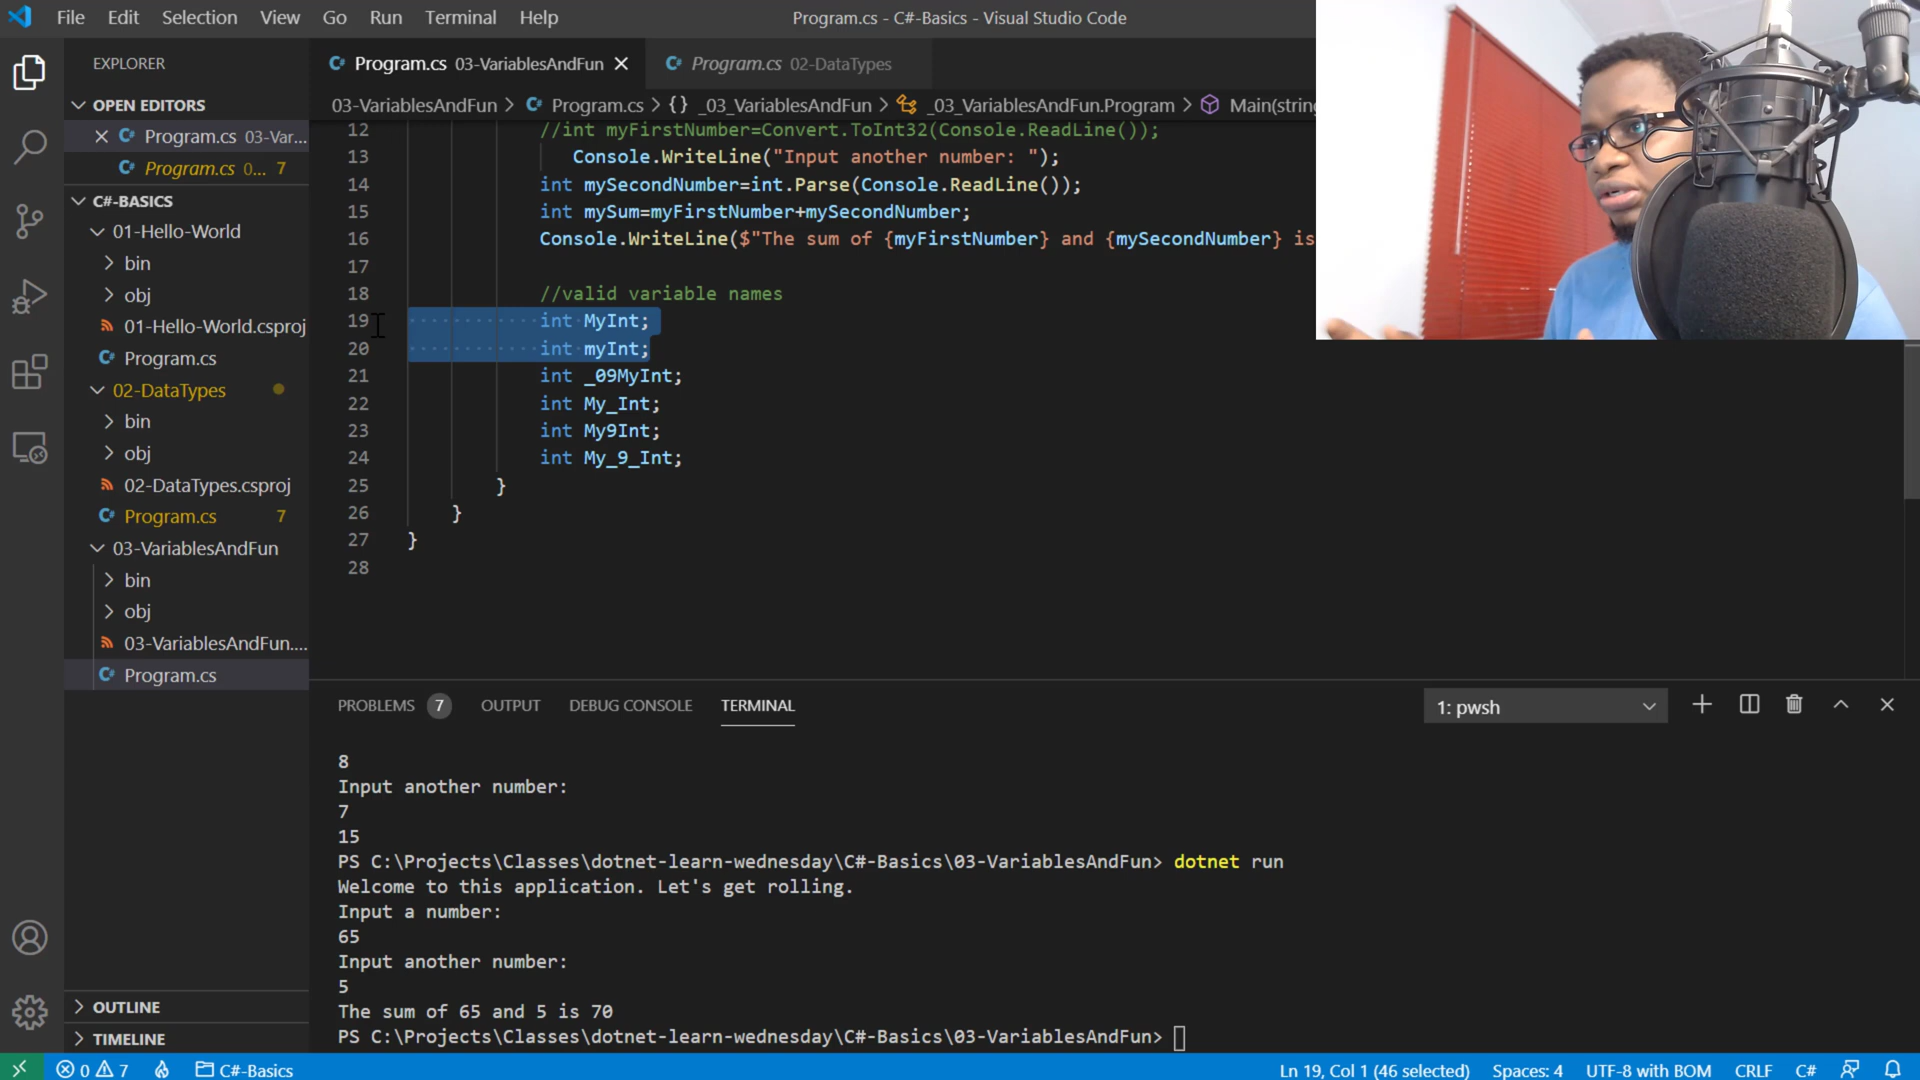 File Edit Selection View Go Run Terminal Help
Program.cs - C#-Basics - Visual Studio Code
EXPLORER
Program.cs 03-VariablesAndFun
Program.cs 02-DataTypes
OPEN EDITORS
Program.cs 03-Var...
Program.cs 0... 7
C#-BASICS
01-Hello-World
bin
obj
01-Hello-World.csproj
Program.cs
02-DataTypes
bin
obj
02-DataTypes.csproj
Program.cs 7
03-VariablesAndFun
bin
obj
03-VariablesAndFun....
Program.cs
OUTLINE
TIMELINE
03-VariablesAndFun > Program.cs > {} _03_VariablesAndFun > _03_VariablesAndFun.Program > Main(string
12 //int myFirstNumber=Convert.ToInt32(Console.ReadLine());
13 Console.WriteLine("Input another number: ");
14 int mySecondNumber=int.Parse(Console.ReadLine());
15 int mySum=myFirstNumber+mySecondNumber;
16 Console.WriteLine($"The sum of {myFirstNumber} and {mySecondNumber} is
17
18 //valid variable names
19 int MyInt;
20 int myInt;
21 int _09MyInt;
22 int My_Int;
23 int My9Int;
24 int My_9_Int;
25 }
26 }
27 }
28
PROBLEMS 7 OUTPUT DEBUG CONSOLE TERMINAL
1: pwsh
8
Input another number:
7
15
PS C:\Projects\Classes\dotnet-learn-wednesday\C#-Basics\03-VariablesAndFun> dotnet run
Welcome to this application. Let's get rolling.
Input a number:
65
Input another number:
5
The sum of 65 and 5 is 70
PS C:\Projects\Classes\dotnet-learn-wednesday\C#-Basics\03-VariablesAndFun>
0 7 C#-Basics
Ln 19, Col 1 (46 selected) Spaces: 4 UTF-8 with BOM CRLF C#